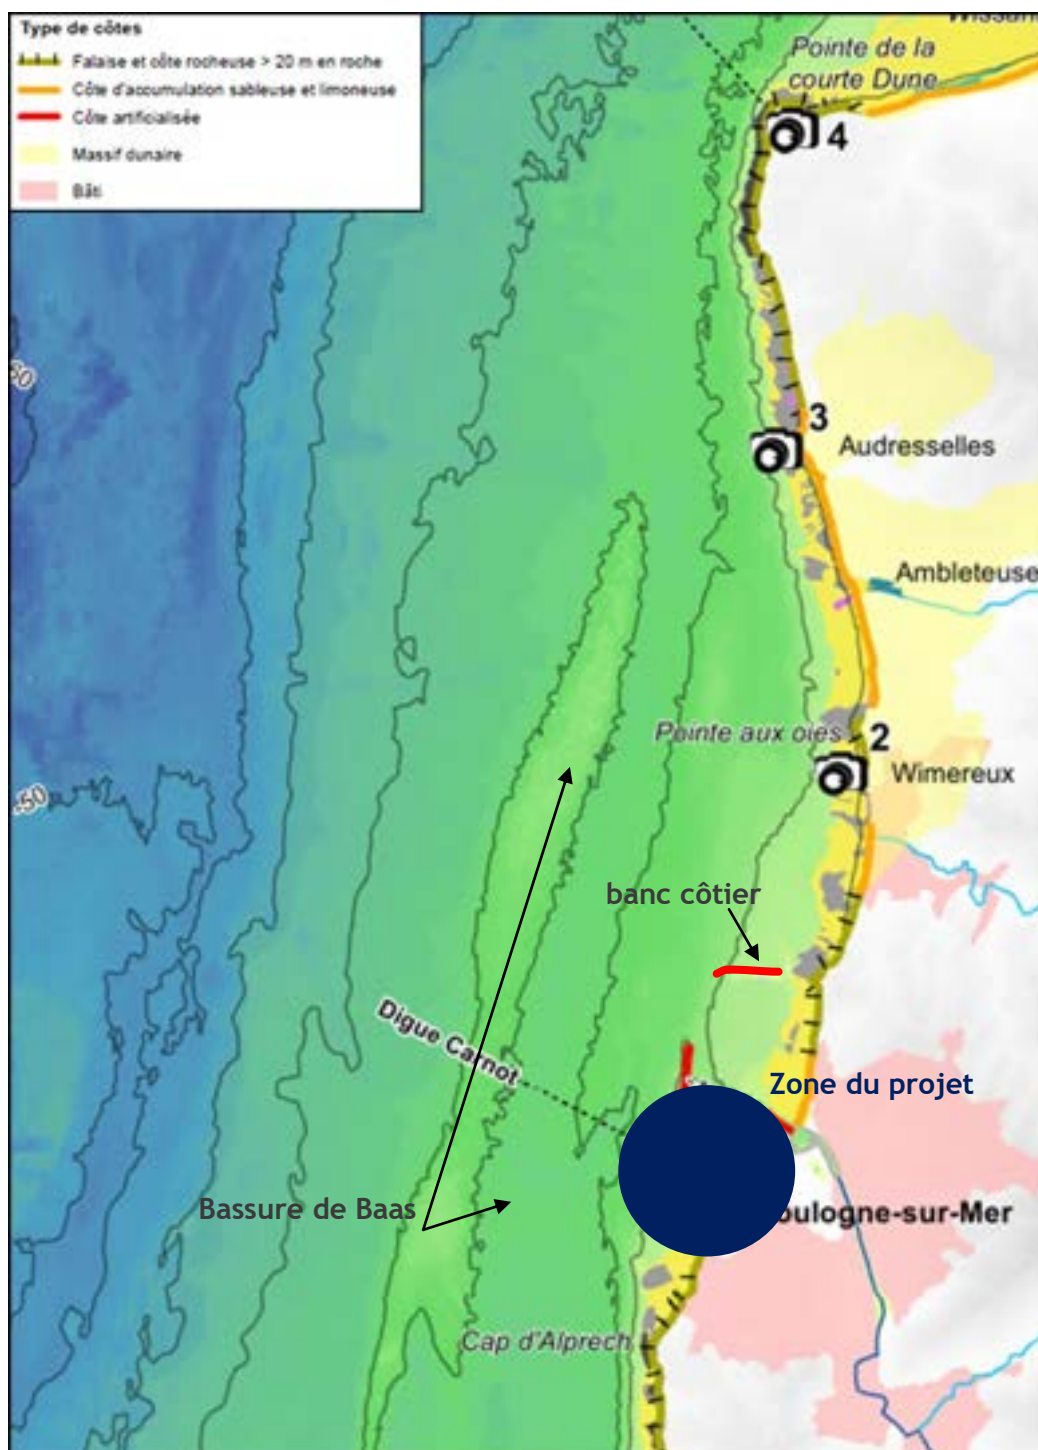 Type de côtes
Falaise et côte rocheuse > 20 m en roche
Côte d'accumulation sableuse et limoneuse
Côte artificialisée
Massif dunaire
Bâti
Pointe de la
courte Dune
4
3
Audresselles
Ambleteuse
Pointe aux oies
2
Wimereux
-50
banc côtier
Digue Carnot
Zone du projet
Bassure de Baas
oulogne-sur-Mer
Cap d'Alprech